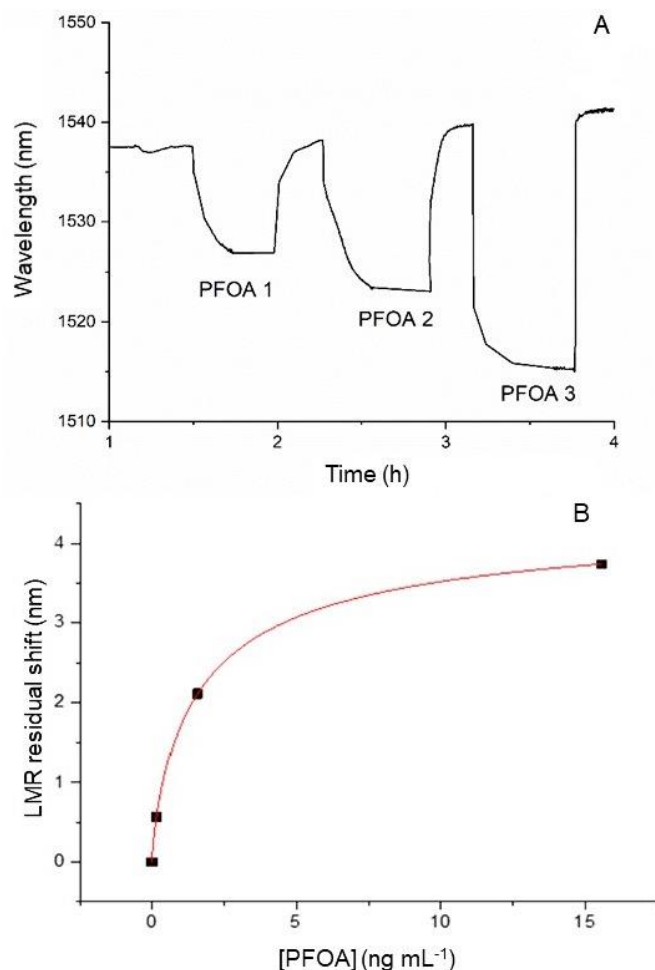 A
1550
1540
1530
1520
1510
Wavelength (nm)
PFOA 1
PFOA 2
PFOA 3
1 2 3 4
Time (h)
B
4
3
2
1
0
LMR residual shift (nm)
0 5 10 15
[PFOA] (ng mL⁻¹)